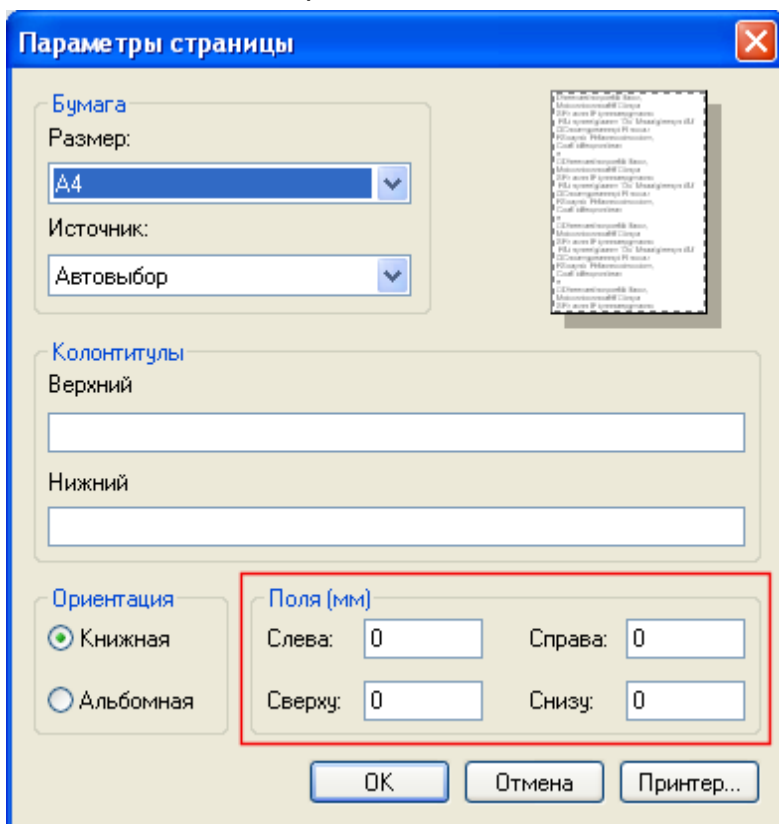 Параметры страницы
Бумага
Размер:
A4
Источник:
Автовыбор
Колонтитулы
Верхний
Нижний
Ориентация
Книжная
Альбомная
Поля (мм)
Слева: 0 Справа: 0
Сверху: 0 Снизу: 0
OK Отмена Принтер...